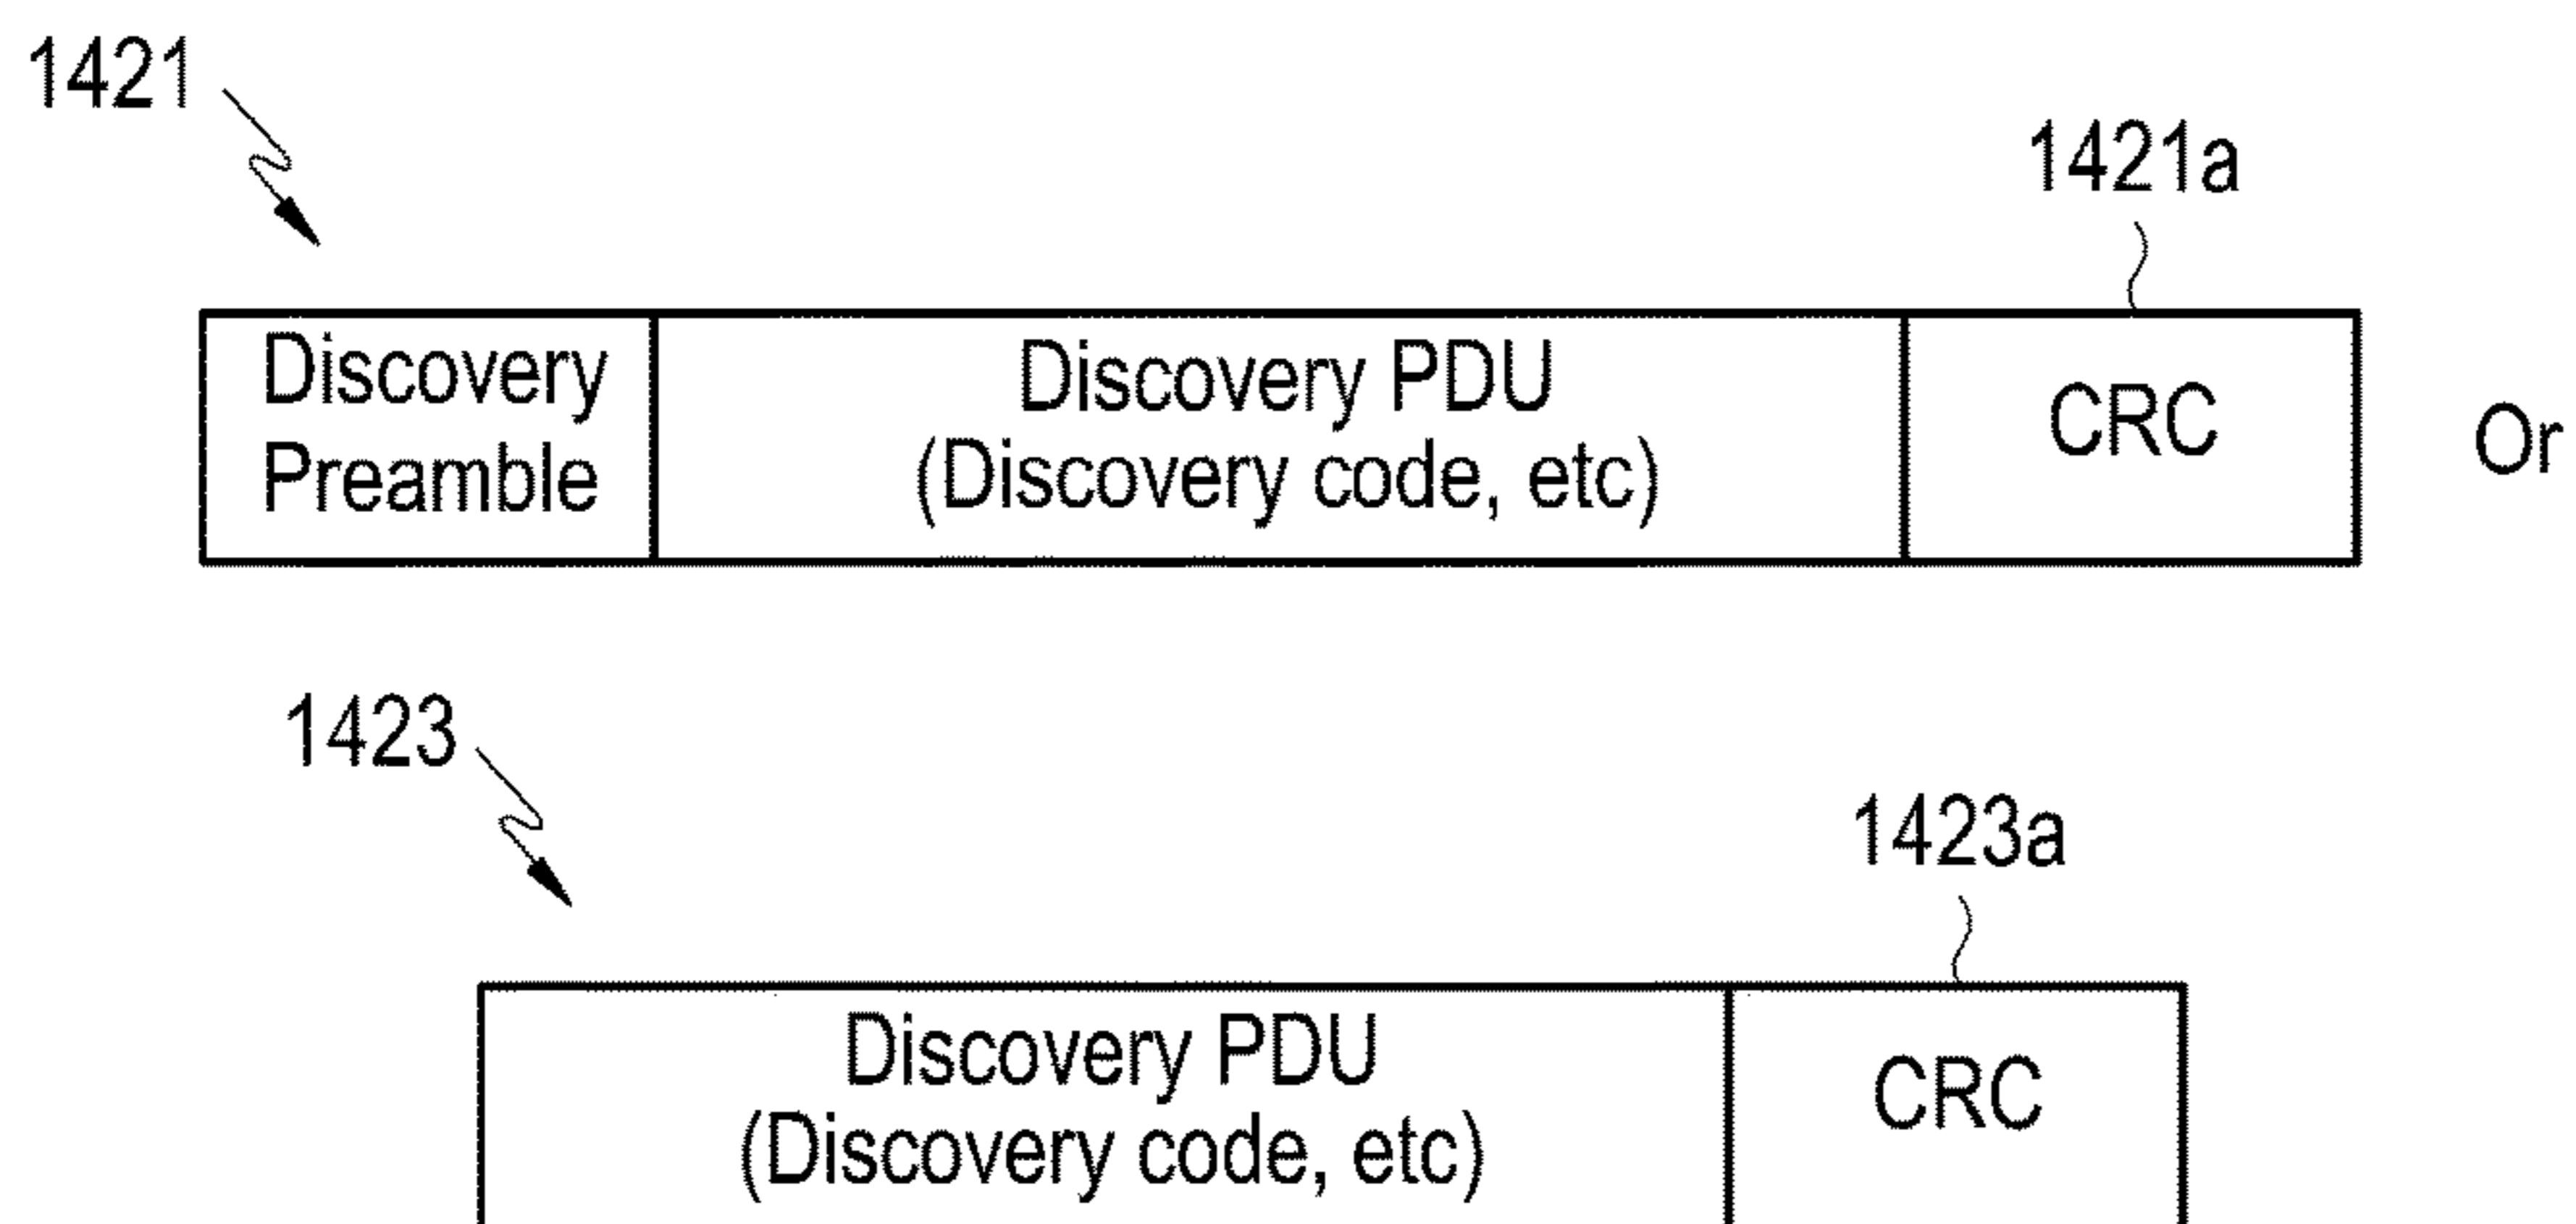 1421
1421a
Discovery
Preamble
Discovery PDU
(Discovery code, etc)
CRC
Or
1423
1423a
Discovery PDU
(Discovery code, etc)
CRC